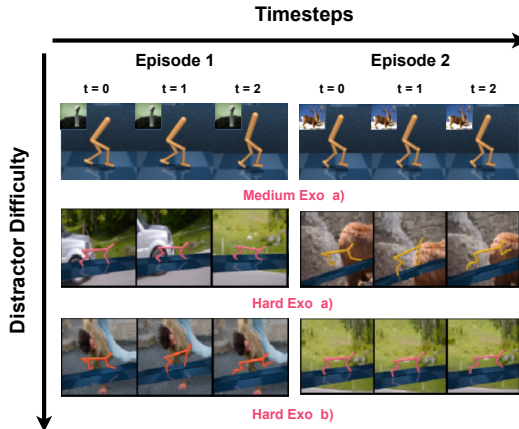 Timesteps
Episode 1
Episode 2
t = 0
t = 1
t = 2
t = 0
t = 1
t = 2
Distractor Difficulty
Medium Exo a)
Hard Exo a)
Hard Exo b)